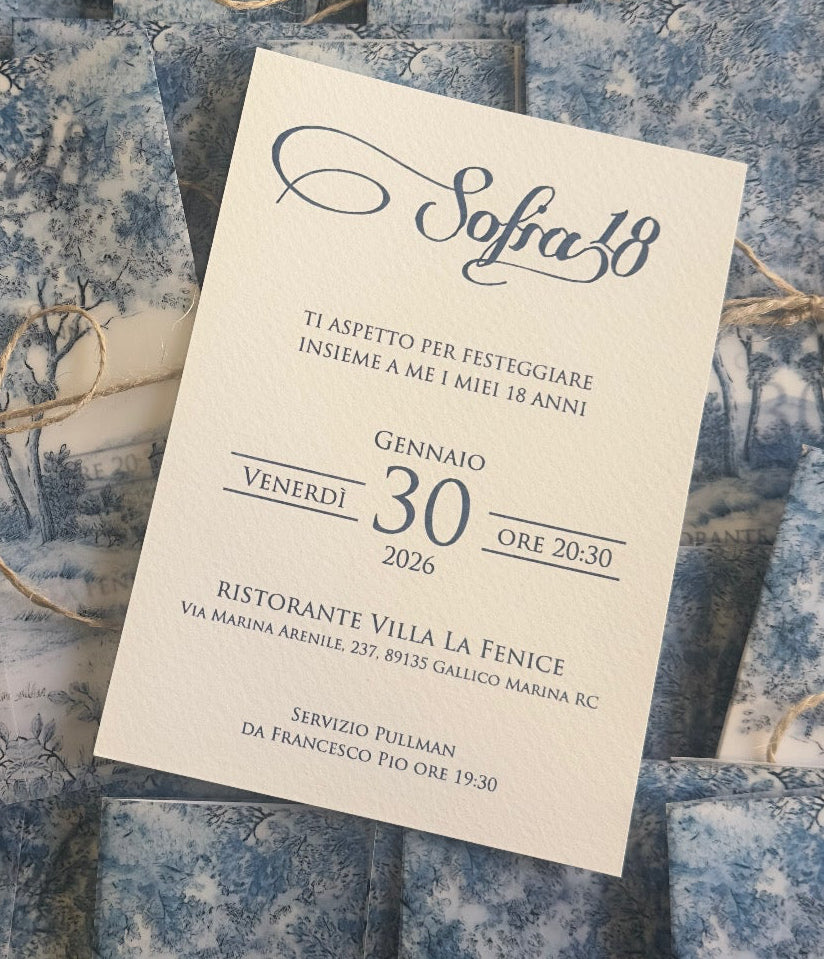 Sofia 18
TI ASPETTO PER FESTEGGIARE
INSIEME A ME I MIEI 18 ANNI
GENNAIO
VENERDÌ
30
ORE 20:30
2026
RISTORANTE VILLA LA FENICE
VIA MARINA ARENILE, 237, 89135 GALLICO MARINA RC
SERVIZIO PULLMAN
DA FRANCESCO PIO ORE 19:30